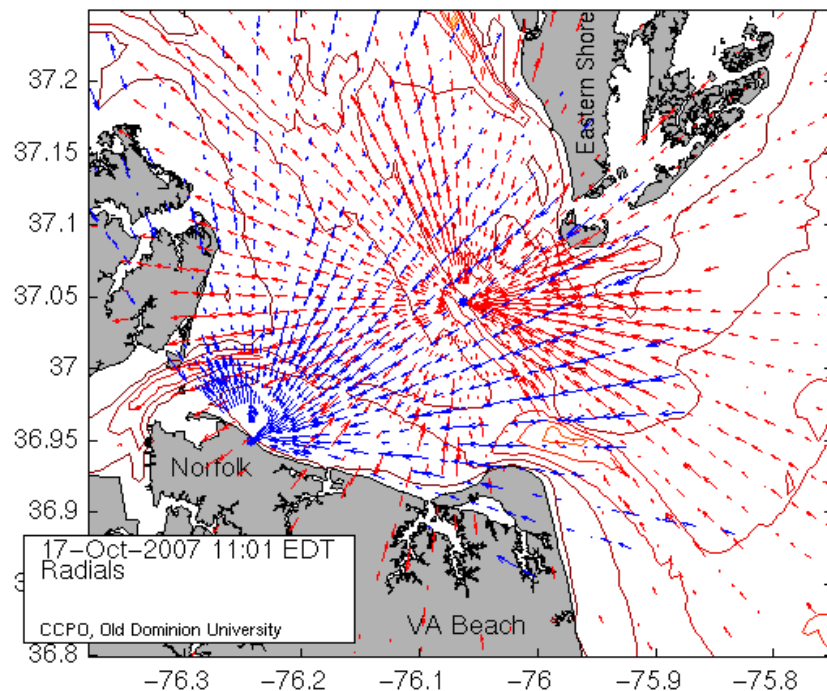 37.2
37.15
37.1
37.05
37
36.95
36.9
36.8
Eastern Shore
Norfolk
VA Beach
17-Oct-2007 11:01 EDT
Radials
CCPO, Old Dominion University
-76.3
-76.2
-76.1
-76
-75.9
-75.8